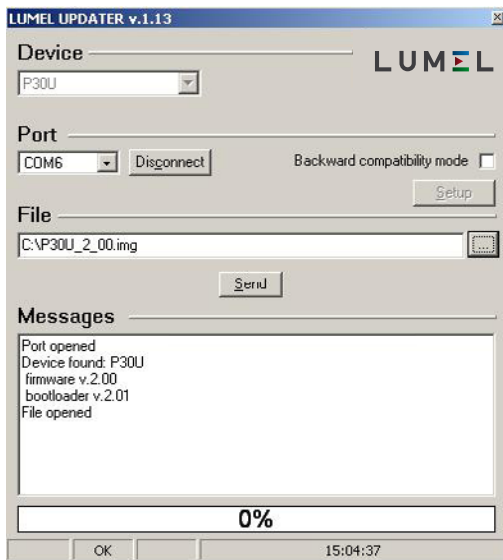 LUMEL UPDATER v.1.13
Device
LUMEL
P30U
Port
COM6 Disconnect Backward compatibility mode
Setup
File
C:\P30U_2_00.img ...
Send
Messages
Port opened
Device found: P30U
firmware v.2.00
bootloader v.2.01
File opened
0%
OK 15:04:37